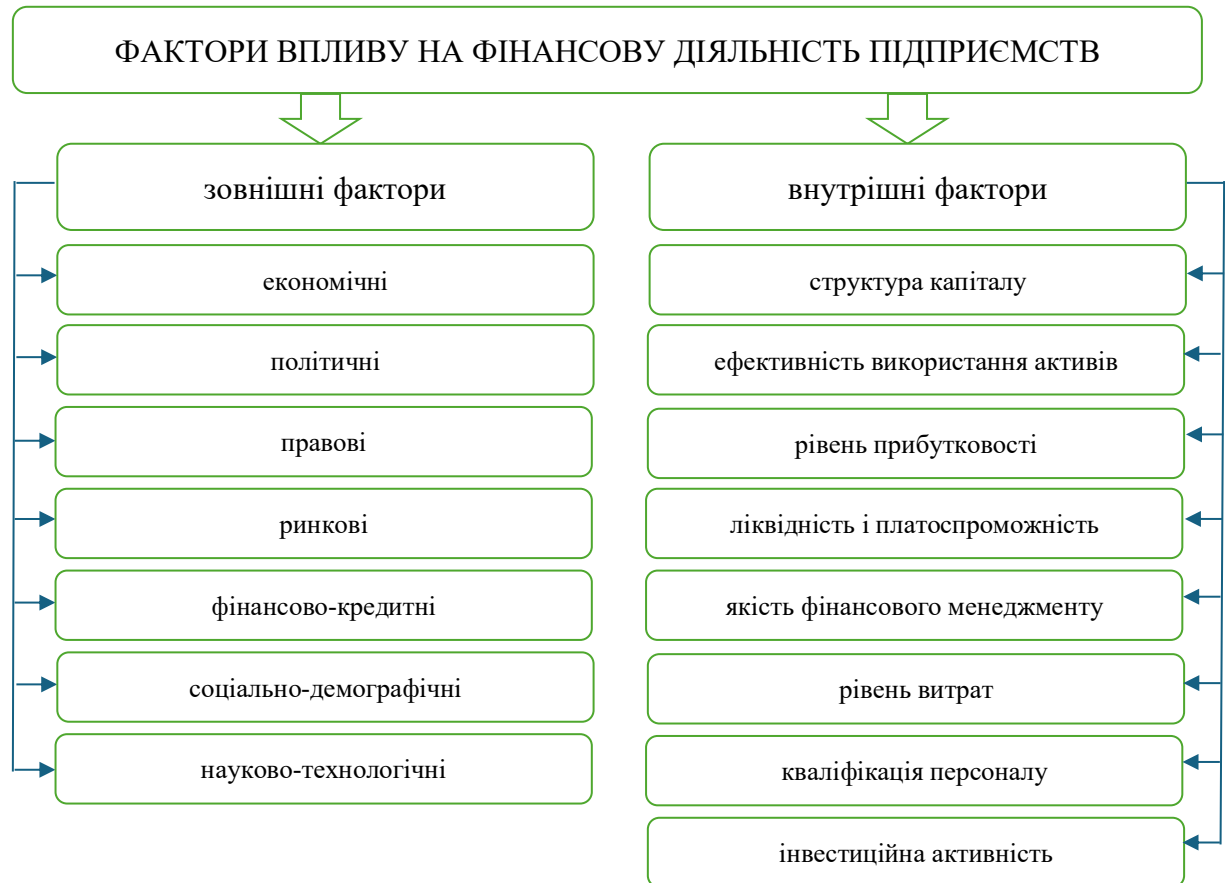 ФАКТОРИ ВПЛИВУ НА ФІНАНСОВУ ДІЯЛЬНІСТЬ ПІДПРИЄМСТВ
зовнішні фактори
економічні
політичні
правові
ринкові
фінансово-кредитні
соціально-демографічні
науково-технологічні
внутрішні фактори
структура капіталу
ефективність використання активів
рівень прибутковості
ліквідність і платоспроможність
якість фінансового менеджменту
рівень витрат
кваліфікація персоналу
інвестиційна активність